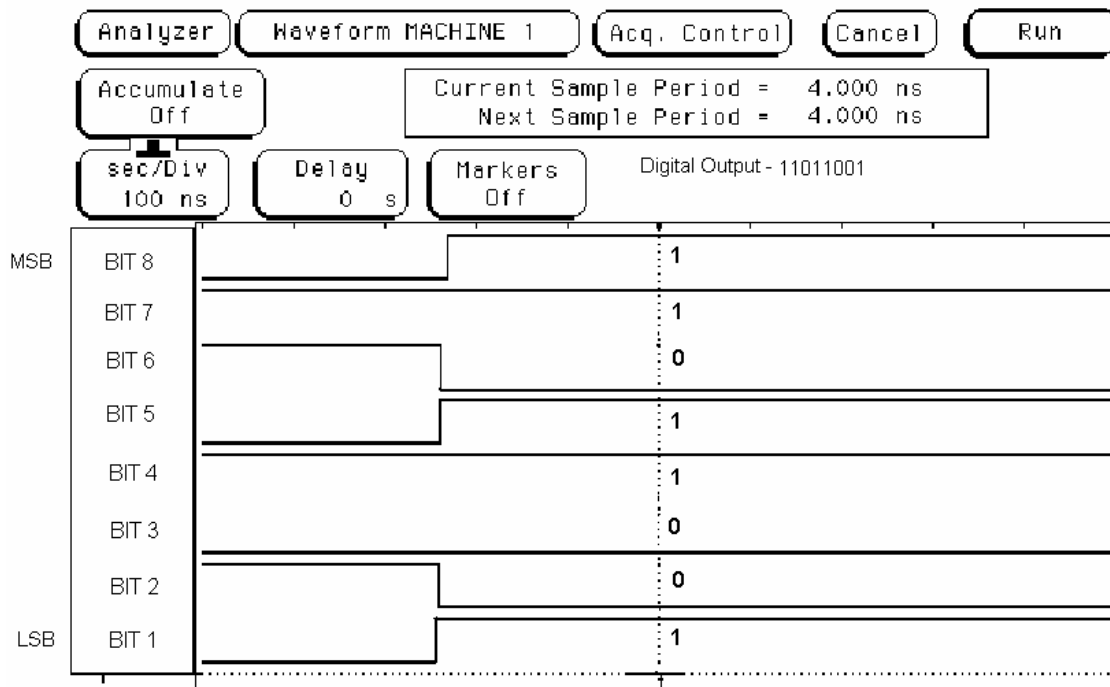 Analyzer Waveform MACHINE 1 Acq. Control Cancel Run
Accumulate
Off
Current Sample Period = 4.000 ns
Next Sample Period = 4.000 ns
sec/Div
100 ns
Delay
0 s
Markers
Off
Digital Output - 11011001
MSB BIT 8 1
BIT 7 1
BIT 6 0
BIT 5 1
BIT 4 1
BIT 3 0
BIT 2 0
LSB BIT 1 1